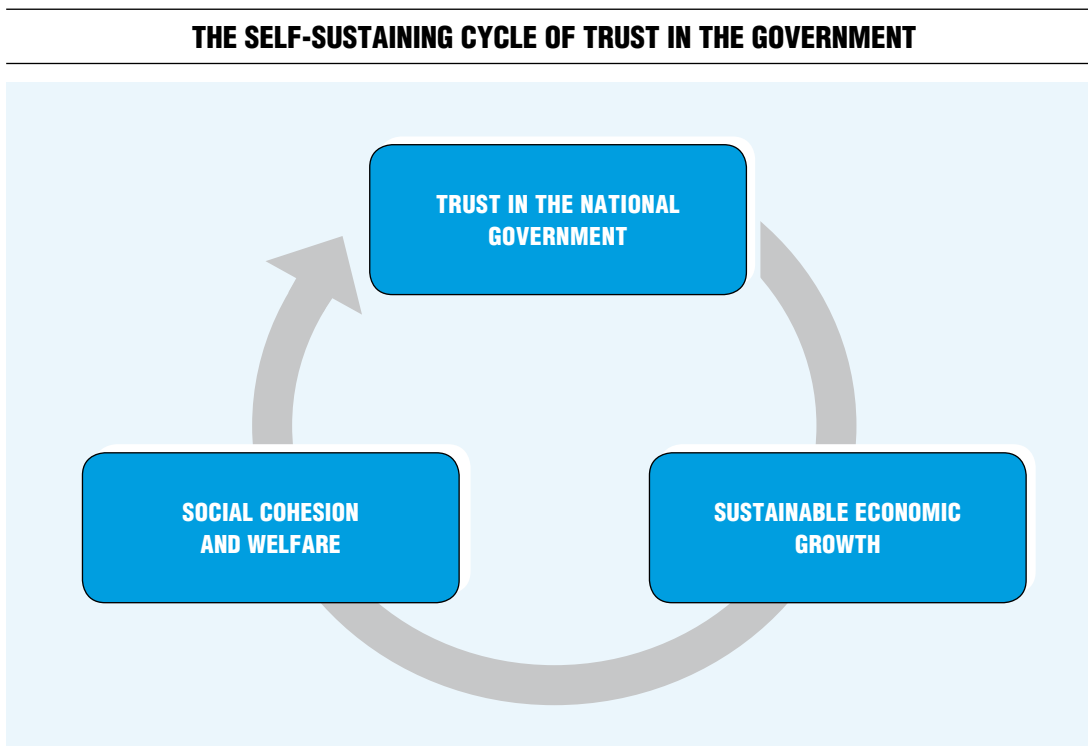 THE SELF-SUSTAINING CYCLE OF TRUST IN THE GOVERNMENT
TRUST IN THE NATIONAL
GOVERNMENT
SOCIAL COHESION
AND WELFARE
SUSTAINABLE ECONOMIC
GROWTH